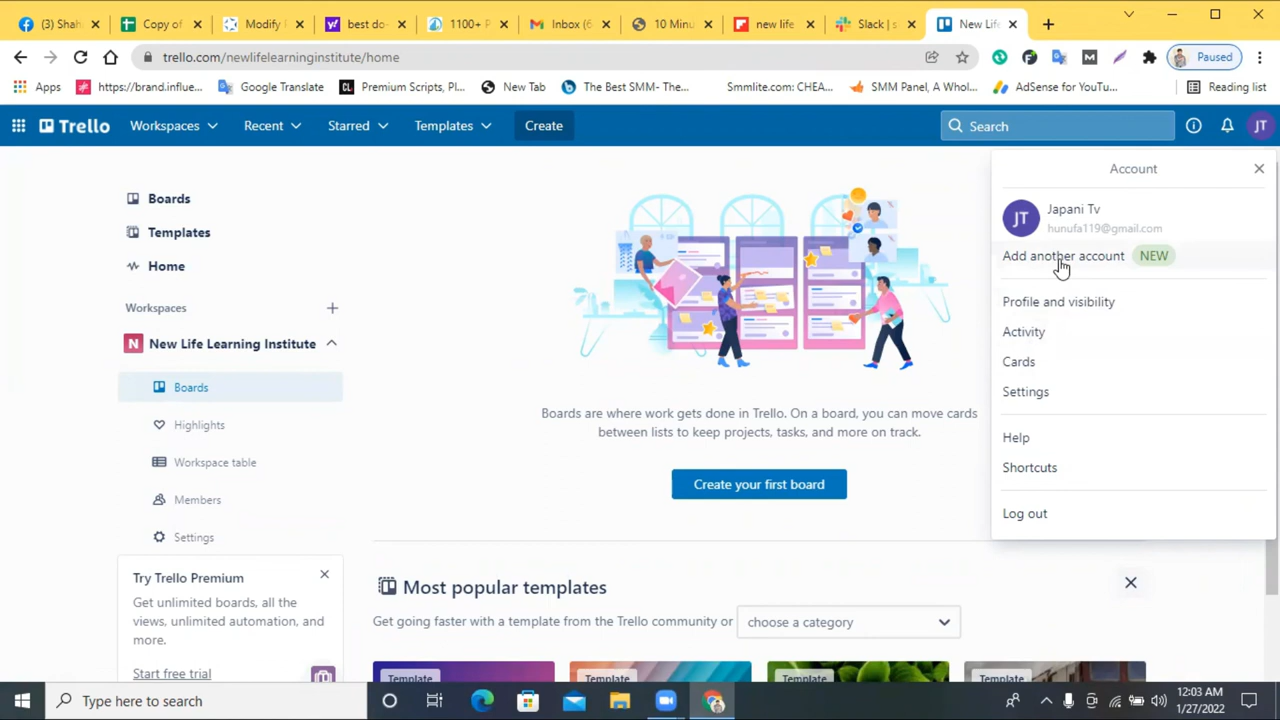 (3) Shah
Copy of
Modify
best do
1100+ P
Inbox (6
10 Minu
new life
Slack | s
New Life
trello.com/newlifelearninginstitute/home
Paused
Apps
https://brand.influe...
Google Translate
CL Premium Scripts, Pl...
New Tab
The Best SMM- The...
Smmlite.com: CHEA...
SMM Panel, A Whol...
AdSense for YouTu...
Reading list
Trello
Workspaces
Recent
Starred
Templates
Create
Search
JT
Account
JT
Japani Tv
hunufa119@gmail.com
Add another account NEW
Profile and visibility
Activity
Cards
Settings
Help
Shortcuts
Log out
Boards
Templates
Home
Workspaces
N New Life Learning Institute
Boards
Highlights
Workspace table
Members
Settings
Try Trello Premium
Get unlimited boards, all the
views, unlimited automation, and
more.
Start free trial
Boards are where work gets done in Trello. On a board, you can move cards
between lists to keep projects, tasks, and more on track.
Create your first board
Most popular templates
Get going faster with a template from the Trello community or
choose a category
Template
Template
Template
Template
Type here to search
12:03 AM
1/27/2022